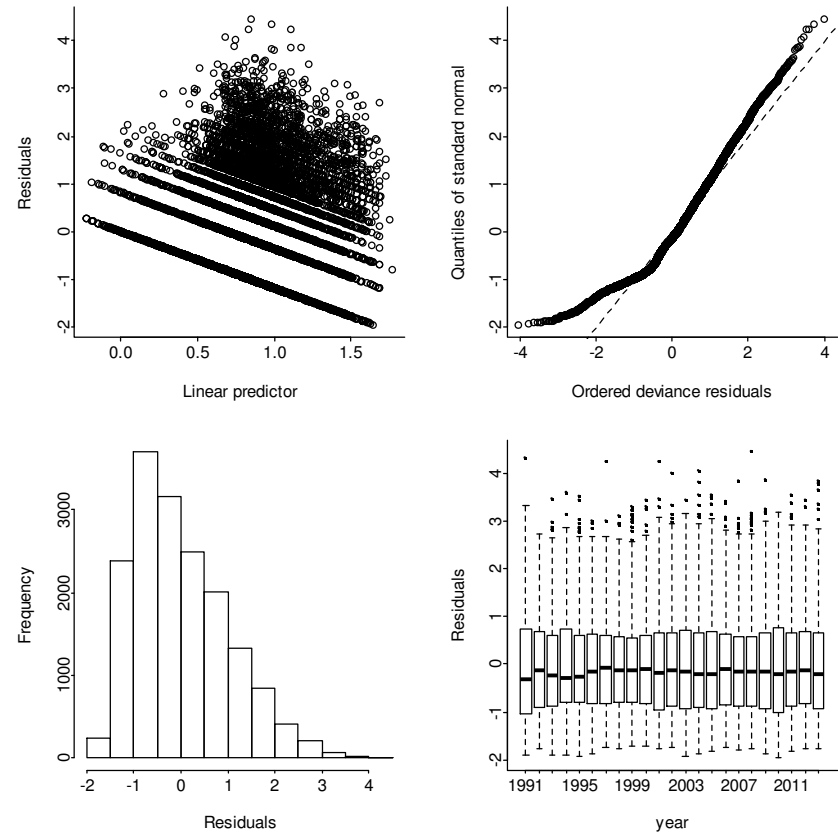 4
3
2
1
0
-1
-2
Residuals
0.0 0.5 1.0 1.5
Linear predictor
4
3
2
1
0
-1
-2
Quantiles of standard normal
-4 -2 0 2 4
Ordered deviance residuals
3000
2000
1000
0
Frequency
-2 -1 0 1 2 3 4
Residuals
4
3
2
1
0
-1
-2
Residuals
1991 1995 1999 2003 2007 2011
year